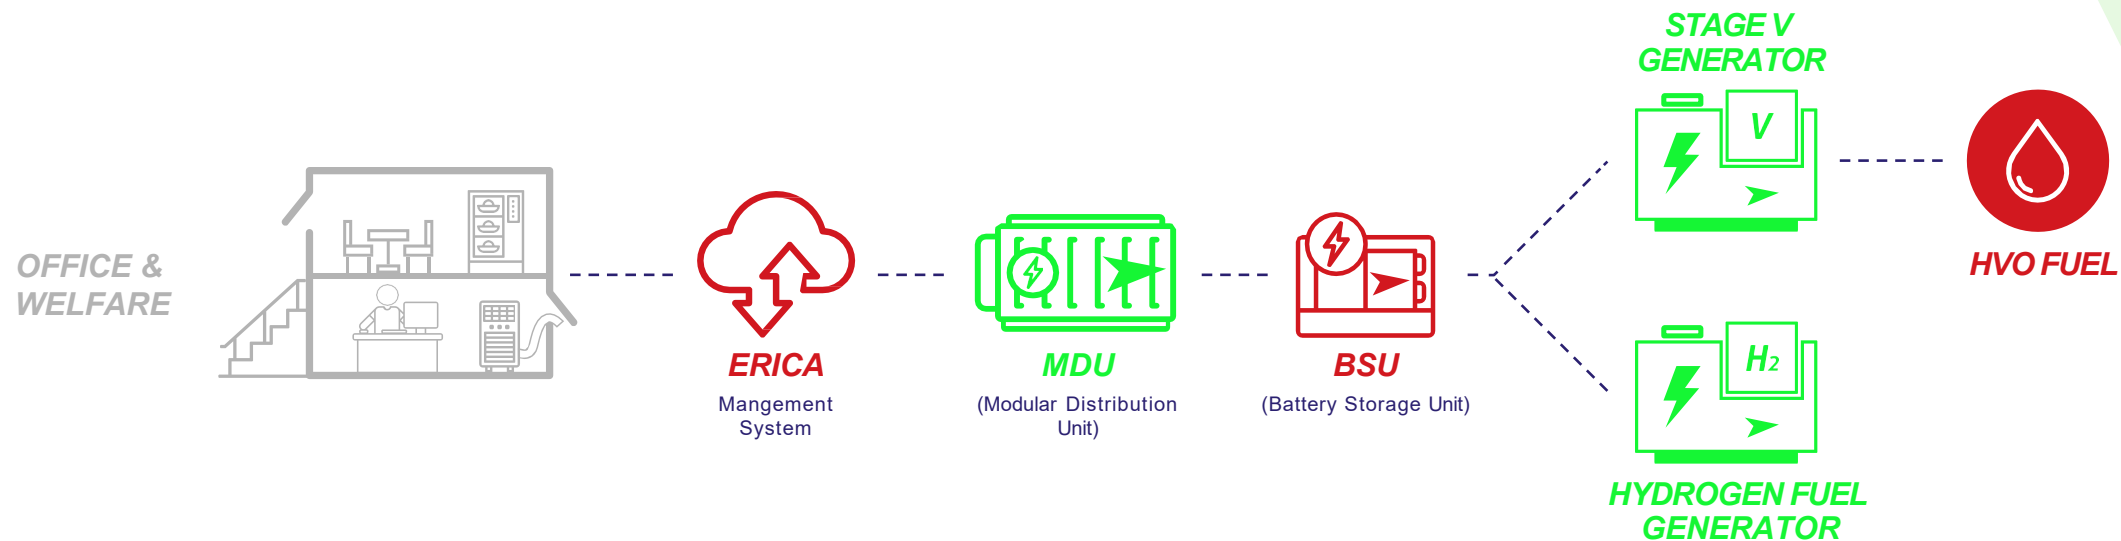 OFFICE &
WELFARE
ERICA
Mangement
System
MDU
(Modular Distribution
Unit)
BSU
(Battery Storage Unit)
STAGE V
GENERATOR
V
HVO FUEL
H2
HYDROGEN FUEL
GENERATOR